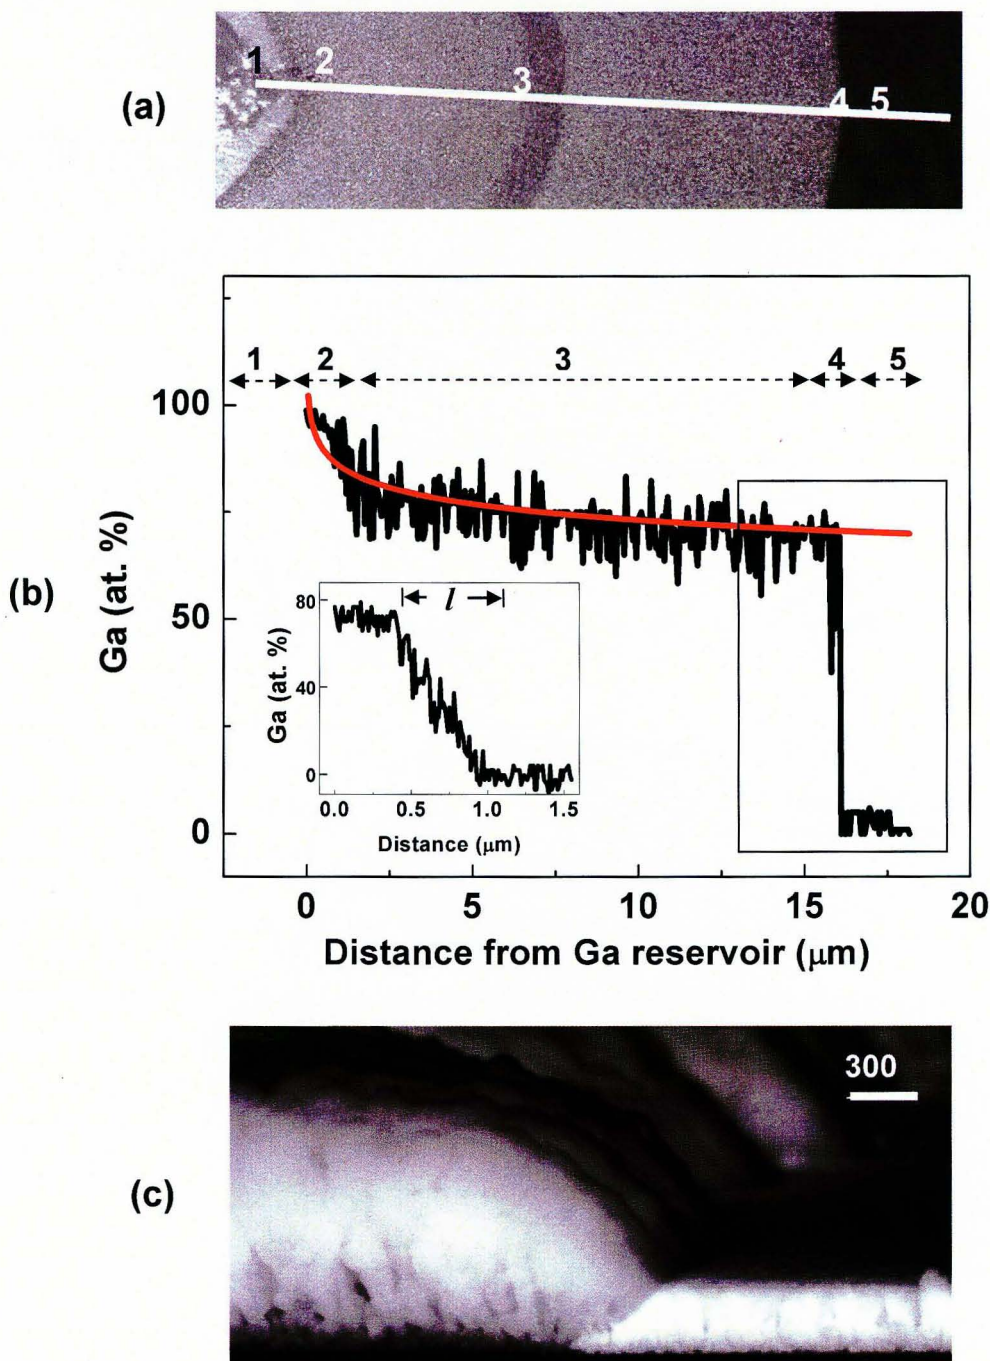 (a)
1 2 3 4 5
(b)
1 2 3 4 5
Ga (at. %)
100
50
0
80
40
0
l
Ga (at. %)
0.0 0.5 1.0 1.5
Distance (μm)
0 5 10 15 20
Distance from Ga reservoir (μm)
(c)
300